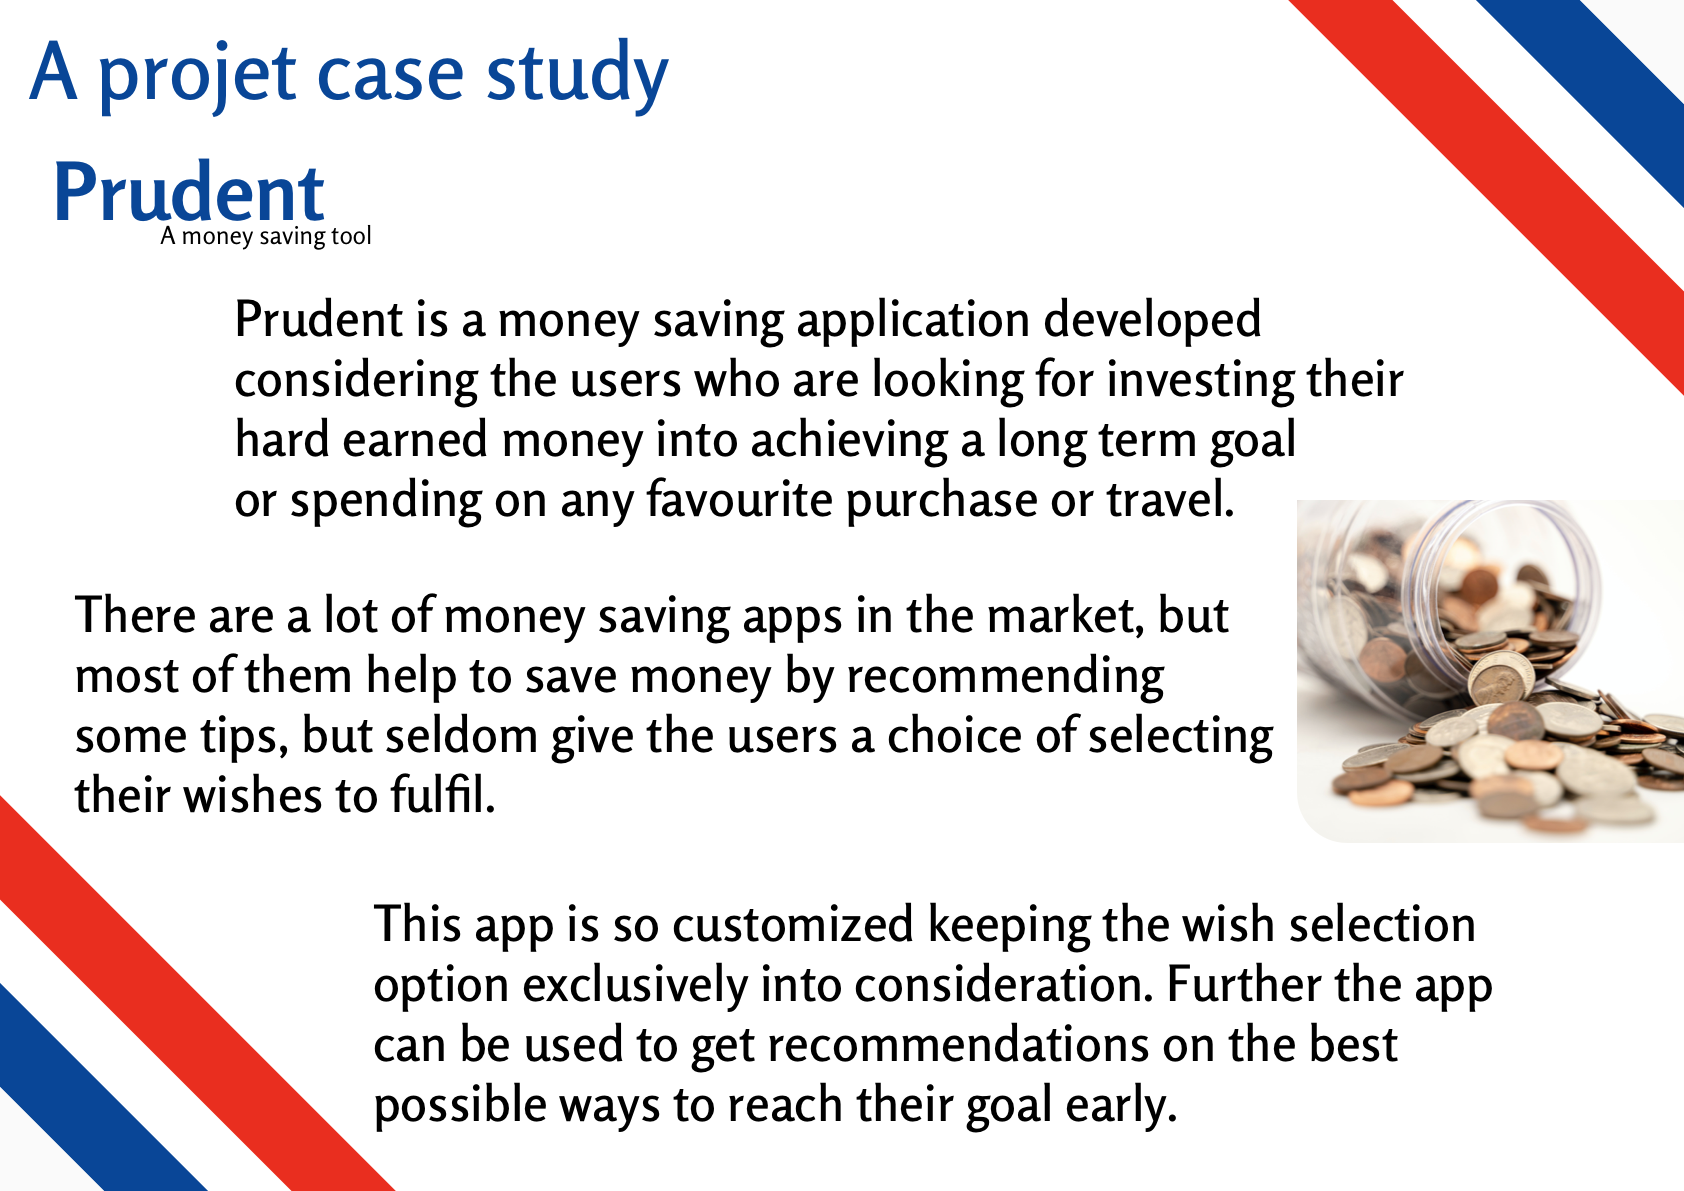 A projet case study
Prudent
A money saving tool
Prudent is a money saving application developed
considering the users who are looking for investing their
hard earned money into achieving a long term goal
or spending on any favourite purchase or travel.
There are a lot of money saving apps in the market, but
most of them help to save money by recommending
some tips, but seldom give the users a choice of selecting
their wishes to fulfil.
This app is so customized keeping the wish selection
option exclusively into consideration. Further the app
can be used to get recommendations on the best
possible ways to reach their goal early.